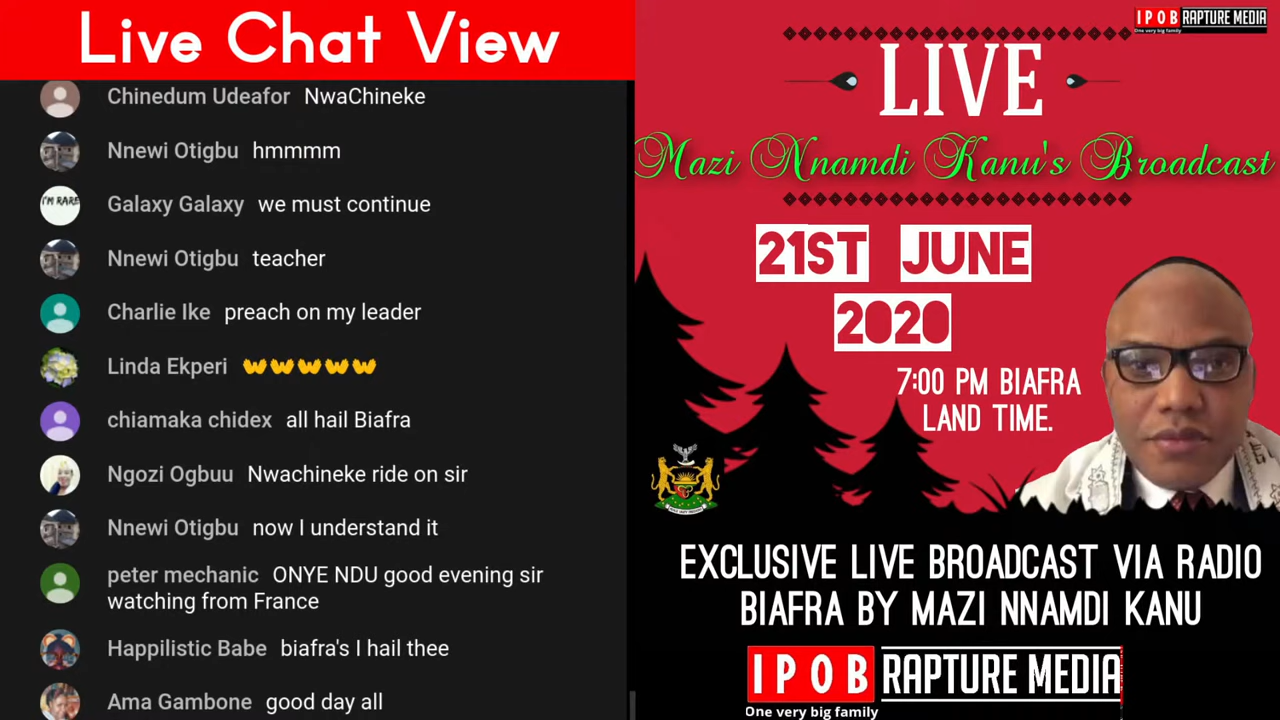 Live Chat View
Chinedum Udeafor NwaChineke
Nnewi Otigbu hmmmm
I'M RARE
Galaxy Galaxy we must continue
Nnewi Otigbu teacher
Charlie Ike preach on my leader
Linda Ekperi 👐👐👐👐👐
chiamaka chidex all hail Biafra
Ngozi Ogbuu Nwachineke ride on sir
Nnewi Otigbu now I understand it
peter mechanic ONYE NDU good evening sir
watching from France
Happilistic Babe biafra's I hail thee
Ama Gambone good day all
IPOB RAPTURE MEDIA
One very big family
LIVE
Mazi Nnamdi Kanu's Broadcast
21ST JUNE
2020
7:00 PM BIAFRA
LAND TIME.
EXCLUSIVE LIVE BROADCAST VIA RADIO
BIAFRA BY MAZI NNAMDI KANU
IPOB RAPTURE MEDIA
One very big family